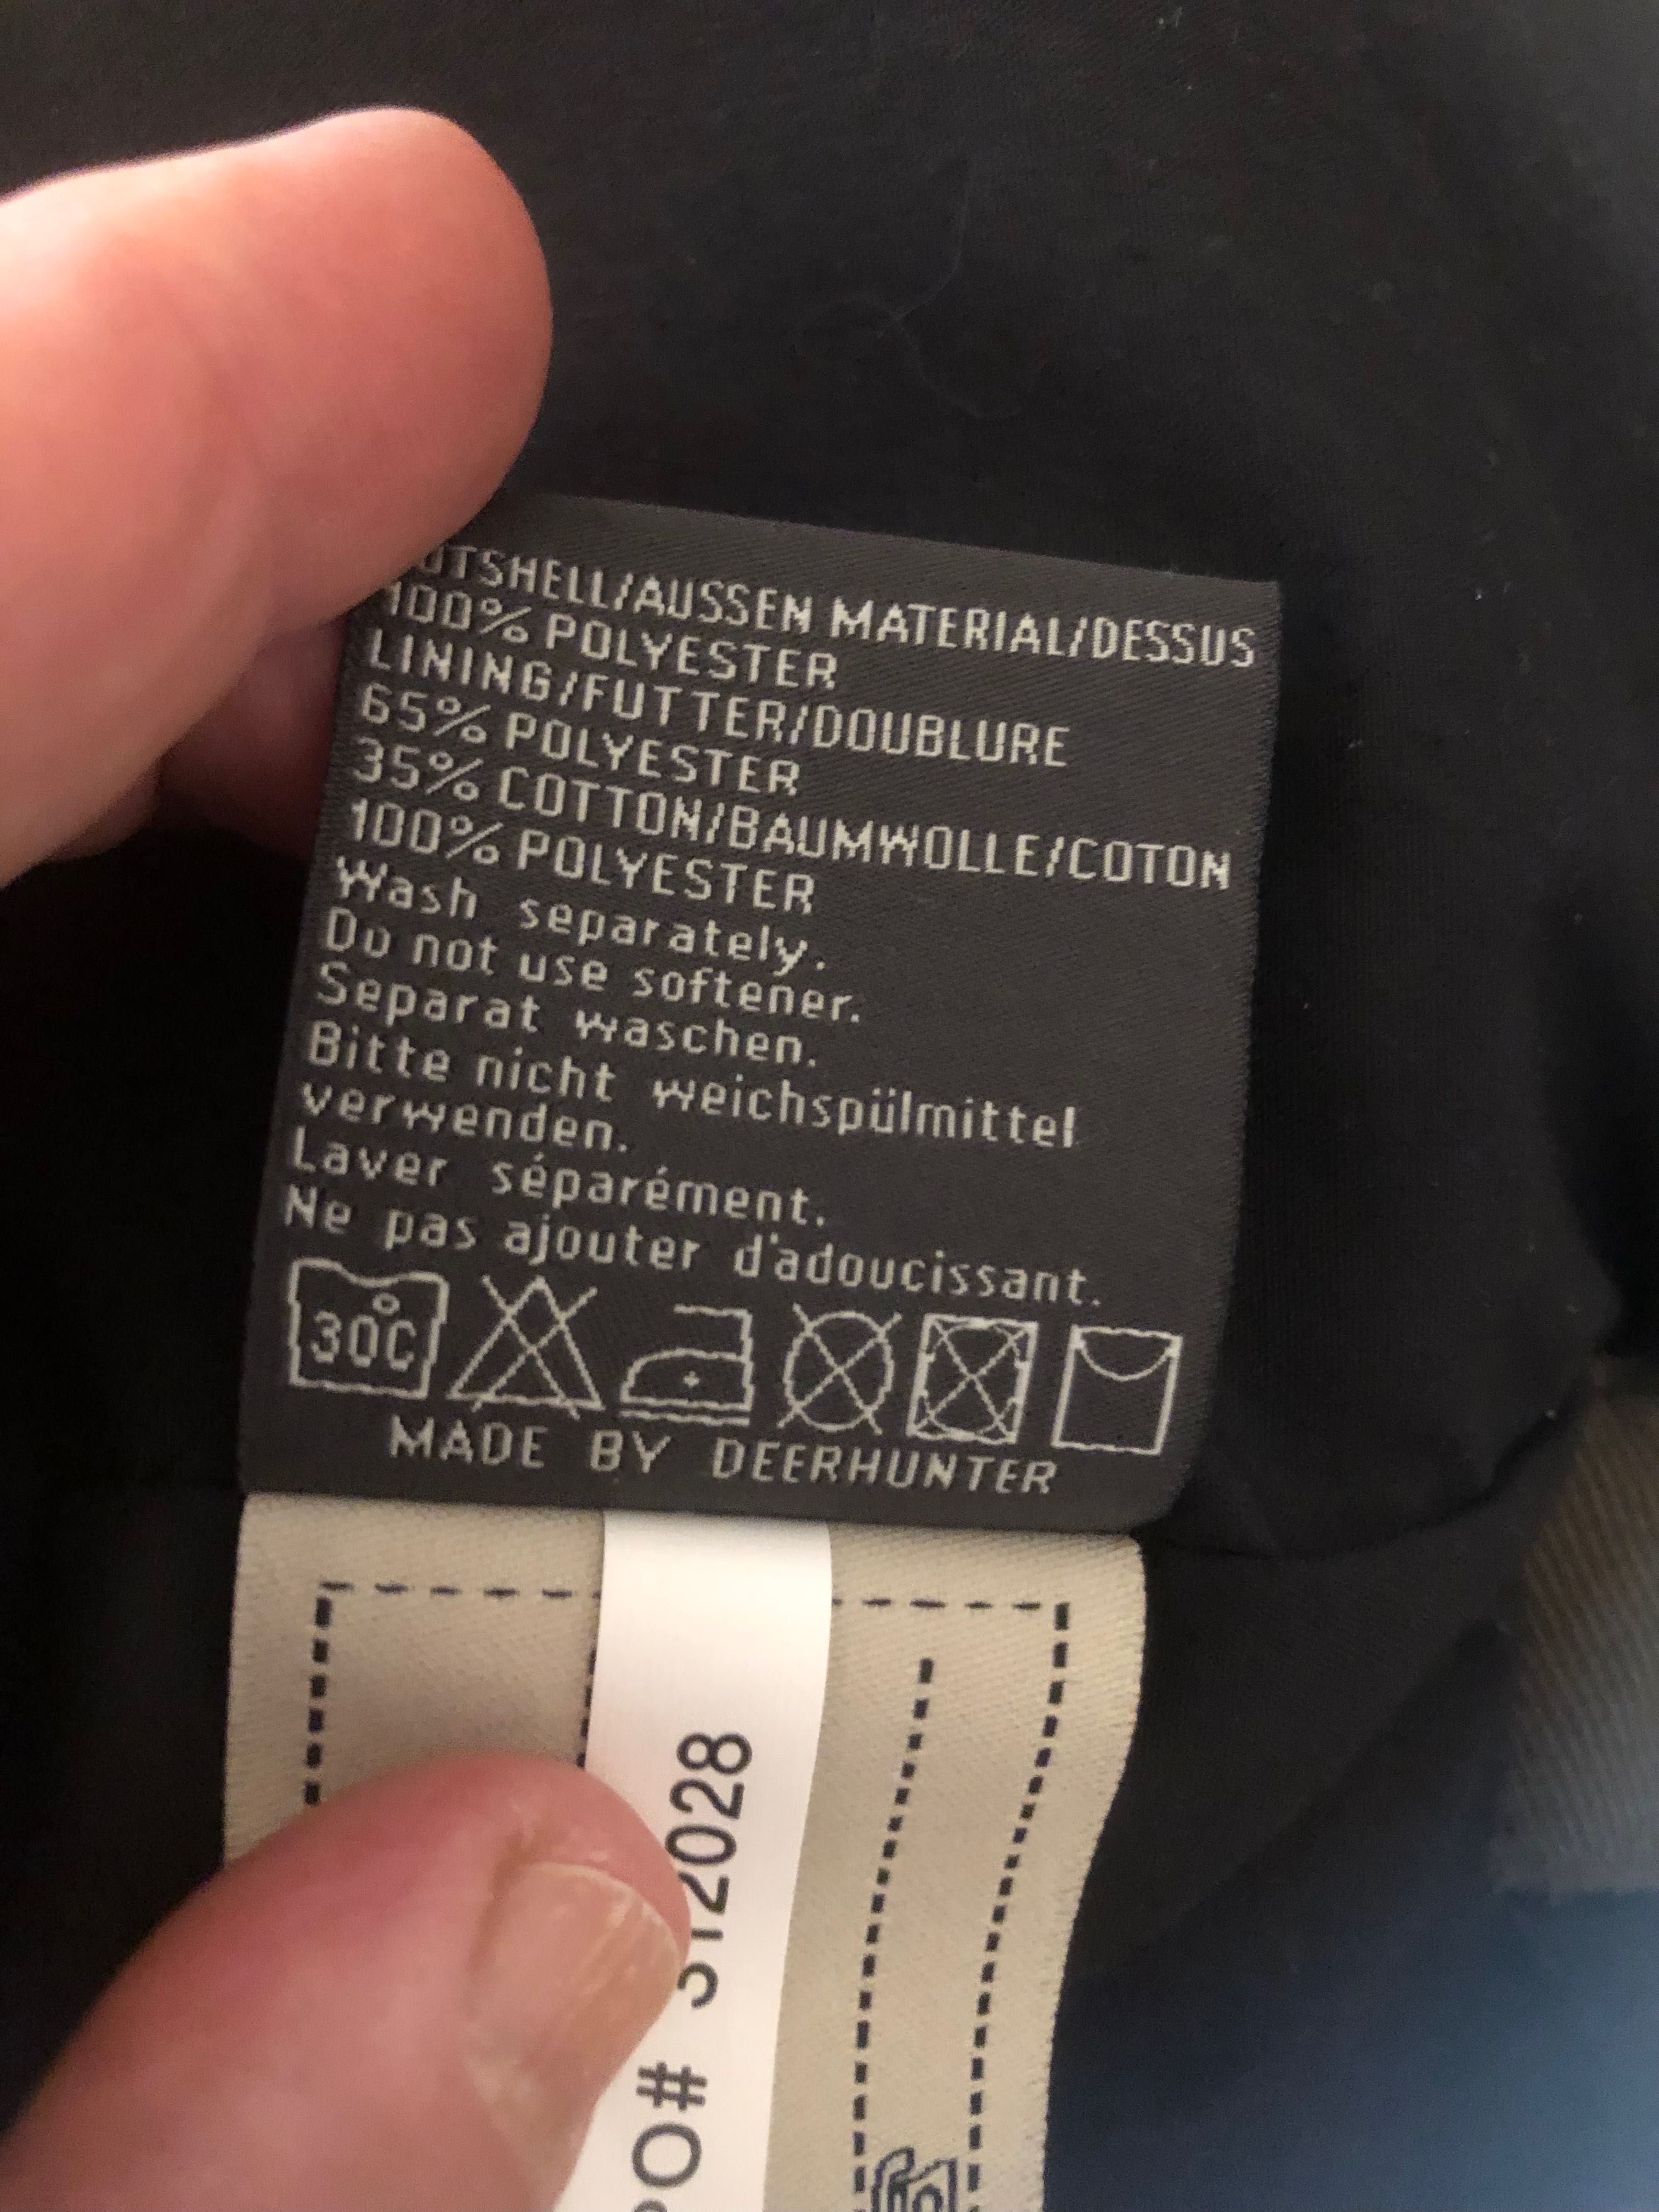 UTSHELL/AUSSEN MATERIAL/DESSUS
100% POLYESTER
LINING/FUTTER/DOUBLURE
65% POLYESTER
35% COTTON/BAUMWOLLE/COTON
100% POLYESTER
Wash separately.
Do not use softener.
Separat waschen.
Bitte nicht weichspülmittel
verwenden.
Laver séparément.
Ne pas ajouter d'adoucissant.
30°C
MADE BY DEERHUNTER
PO# 312028